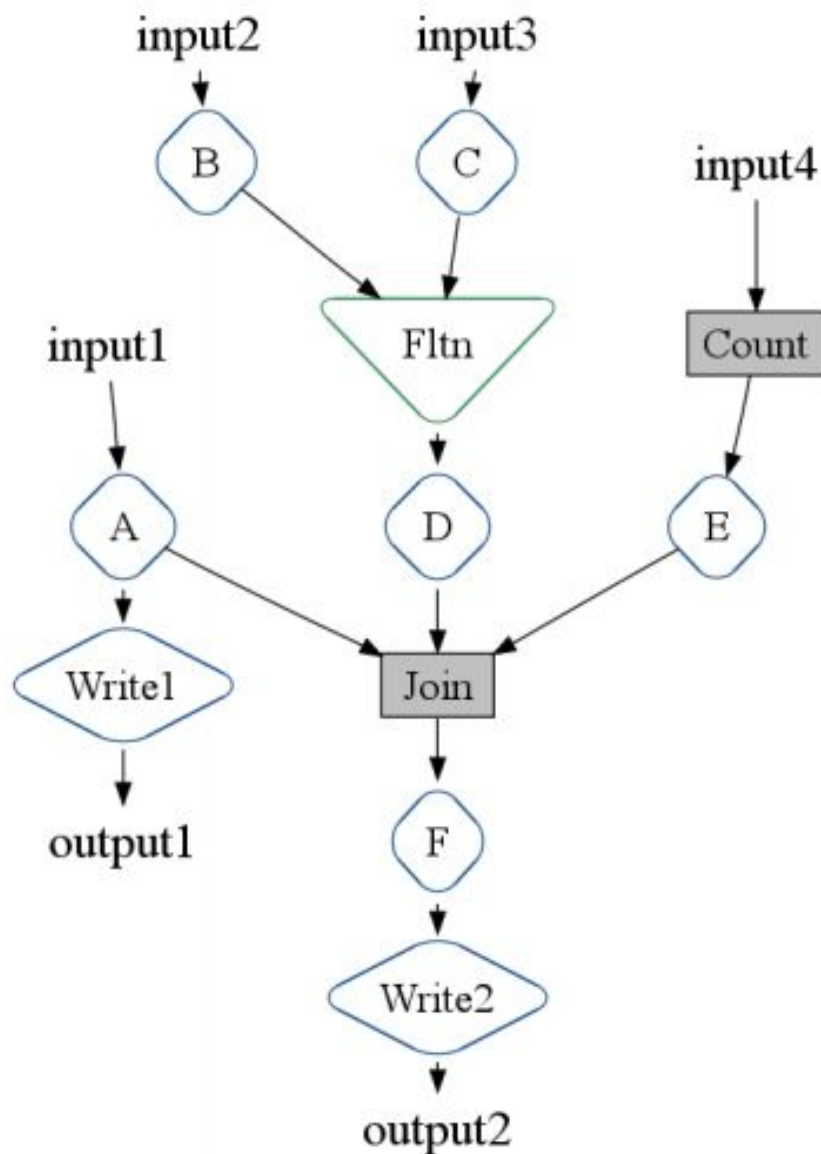 input2
input3
B
C
input4
Fltn
Count
input1
A
D
E
Write1
Join
output1
F
Write2
output2